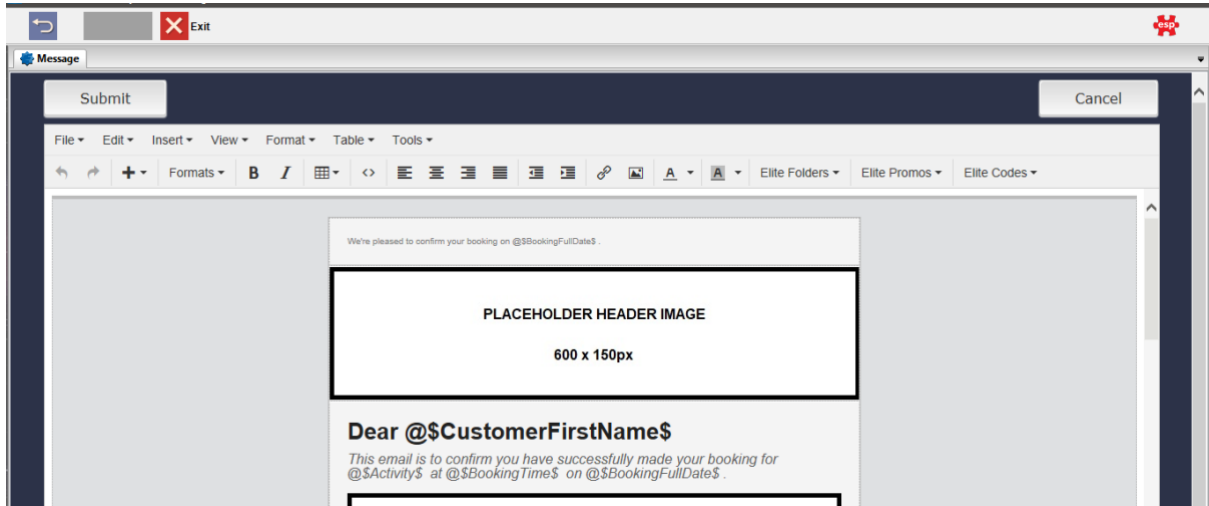 Exit
esp
Message
Submit
Cancel
File Edit Insert View Format Table Tools
Formats B I A A Elite Folders Elite Promos Elite Codes
We're pleased to confirm your booking on @$BookingFullDate$ .
PLACEHOLDER HEADER IMAGE
600 x 150px
Dear @$CustomerFirstName$
This email is to confirm you have successfully made your booking for
@$Activity$ at @$BookingTime$ on @$BookingFullDate$ .